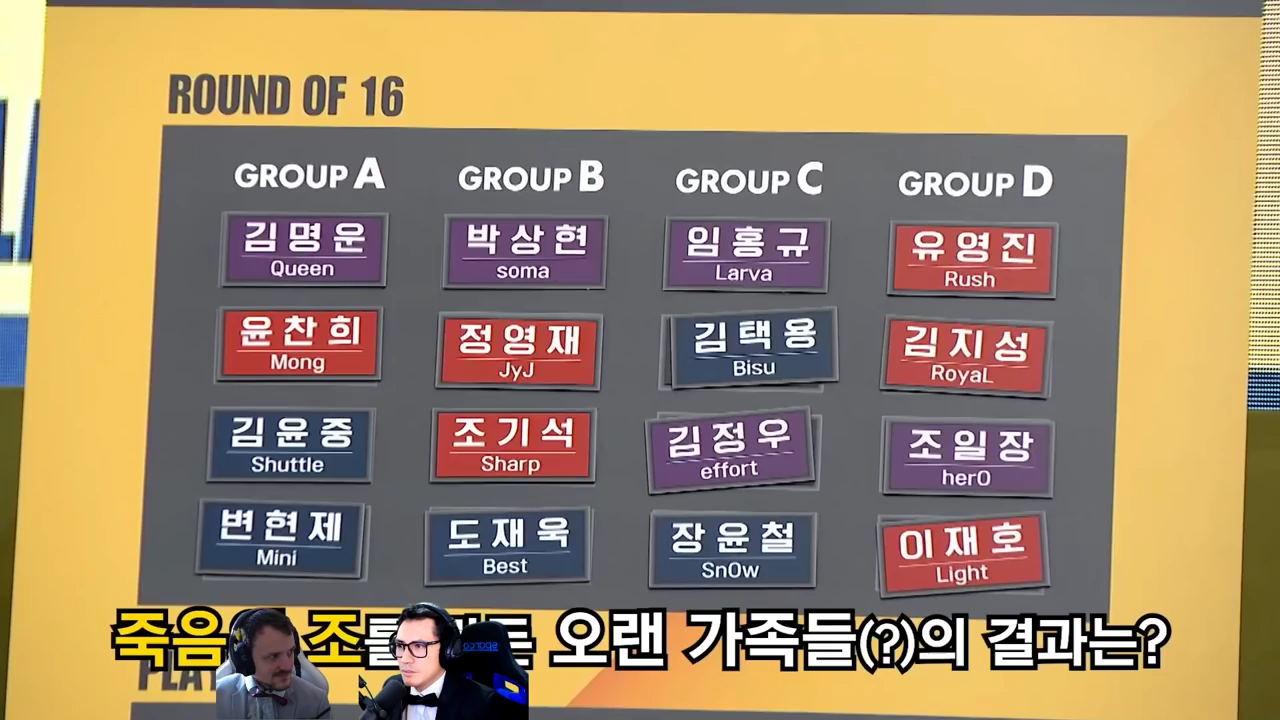 ROUND OF 16
GROUP A
GROUP B
GROUP C
GROUP D
김명운
Queen
박상현
soma
임홍규
Larva
유영진
Rush
윤찬희
Mong
정영재
JyJ
김택용
Bisu
김지성
RoyaL
김윤중
Shuttle
조기석
Sharp
김정우
effort
조일장
herO
변현제
Mini
도재욱
Best
장윤철
Sn0w
이재호
Light
죽음 조를 오랜 가족들(?)의 결과는?